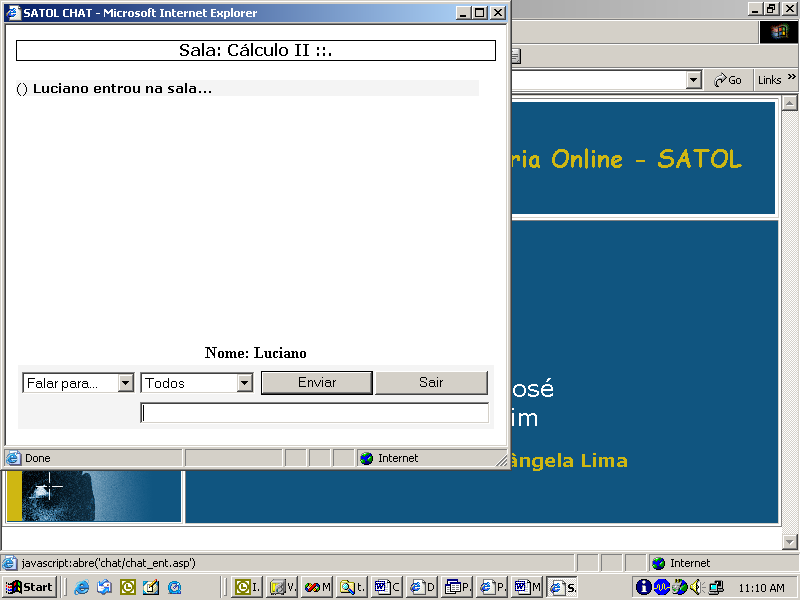 SATOL CHAT - Microsoft Internet Explorer
Sala: Cálculo II ::.
() Luciano entrou na sala...
Nome: Luciano
Falar para...
Todos
Enviar
Sair
Done
Internet
Go
Links »
ria Online - SATOL
osé
im
ângela Lima
javascript:abre('chat/chat_ent.asp')
Internet
Start
I.
V.
M
t.
C
D
P.
P.
M
S.
11:10 AM